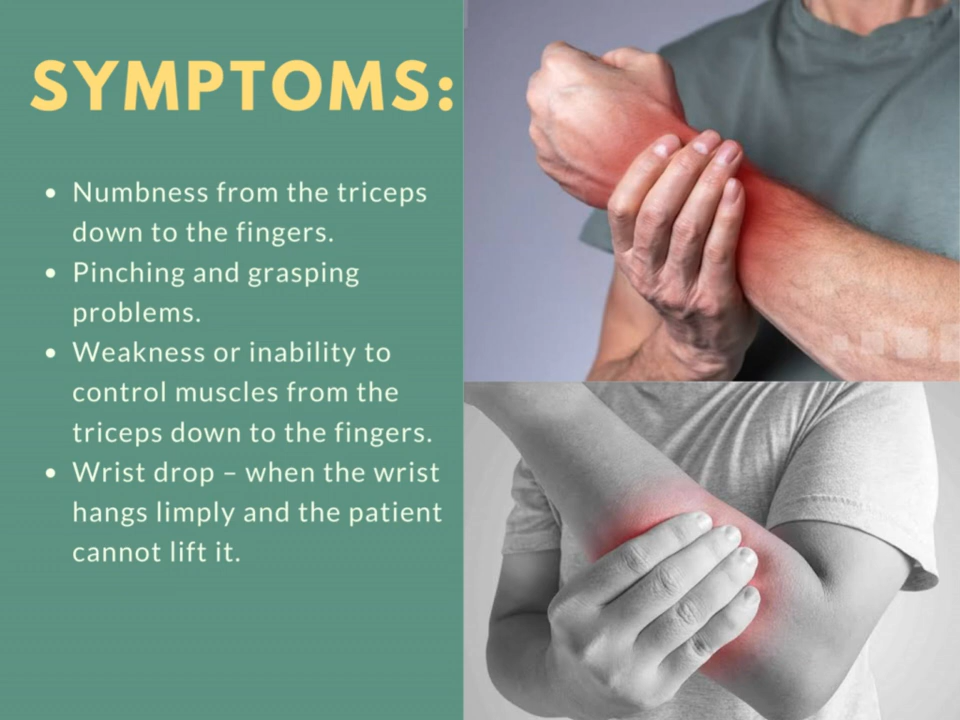 SYMPTOMS:
• Numbness from the triceps
down to the fingers.
• Pinching and grasping
problems.
• Weakness or inability to
control muscles from the
triceps down to the fingers.
• Wrist drop – when the wrist
hangs limply and the patient
cannot lift it.